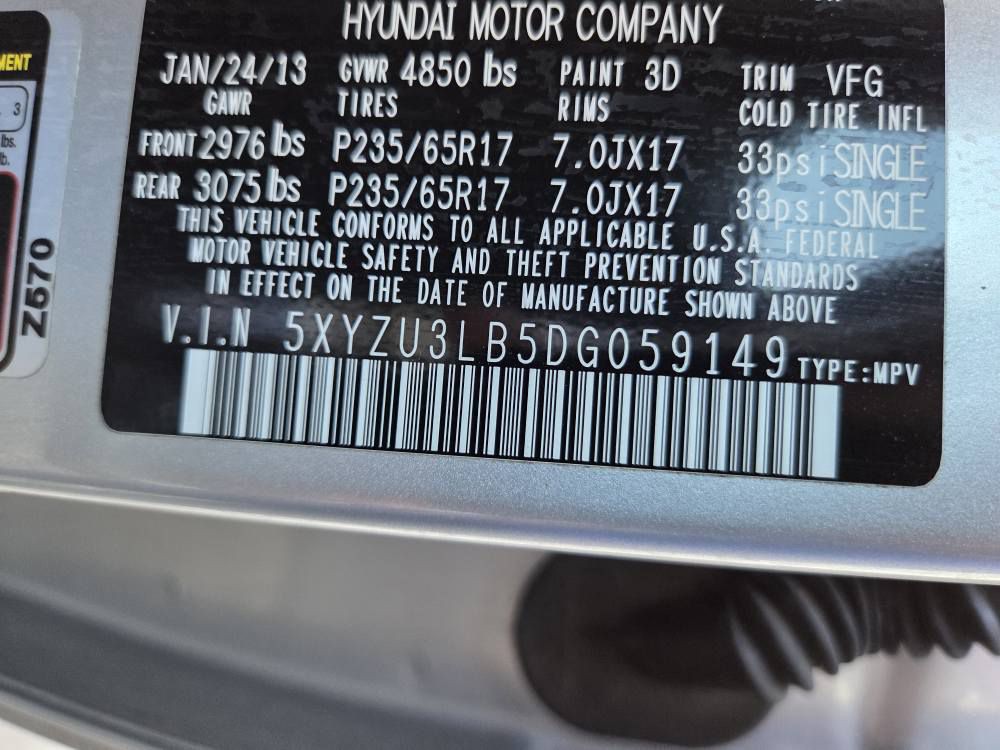 HYUNDAI MOTOR COMPANY
JAN/24/13 GVWR 4850 lbs PAINT 3D TRIM VFG
GAWR TIRES RIMS COLD TIRE INFL
FRONT 2976 lbs P235/65R17 7.0JX17 33psi SINGLE
REAR 3075 lbs P235/65R17 7.0JX17 33psi SINGLE
THIS VEHICLE CONFORMS TO ALL APPLICABLE U.S.A. FEDERAL
MOTOR VEHICLE SAFETY AND THEFT PREVENTION STANDARDS
IN EFFECT ON THE DATE OF MANUFACTURE SHOWN ABOVE
V.I.N 5XYZU3LB5DG059149 TYPE:MPV
3
lbs.
lb.
Z570